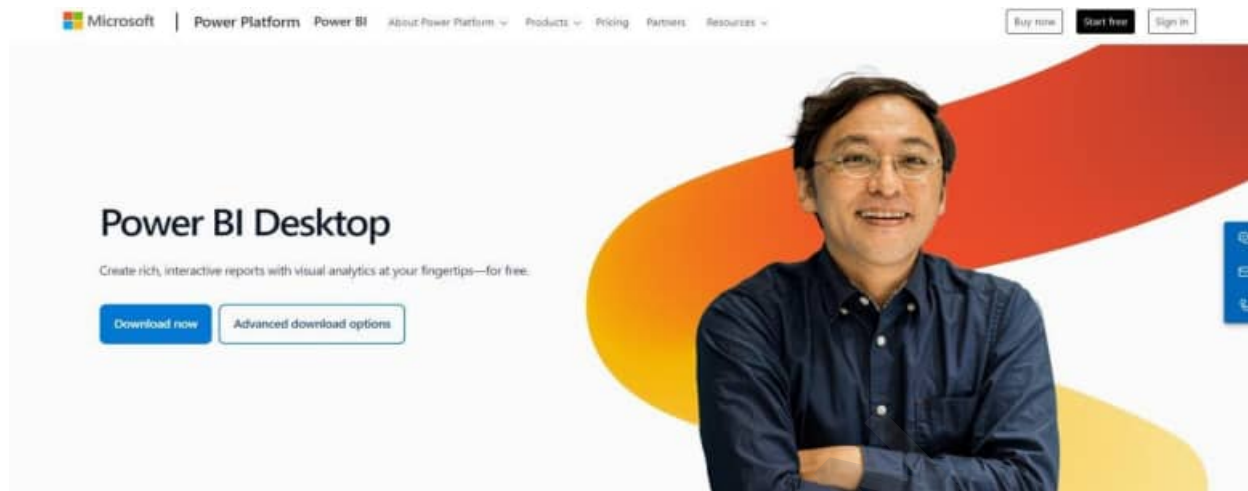 Microsoft | Power Platform Power BI About Power Platform Products Pricing Partners Resources Buy now Start free Sign in
Power BI Desktop
Create rich, interactive reports with visual analytics at your fingertips—for free.
Download now Advanced download options